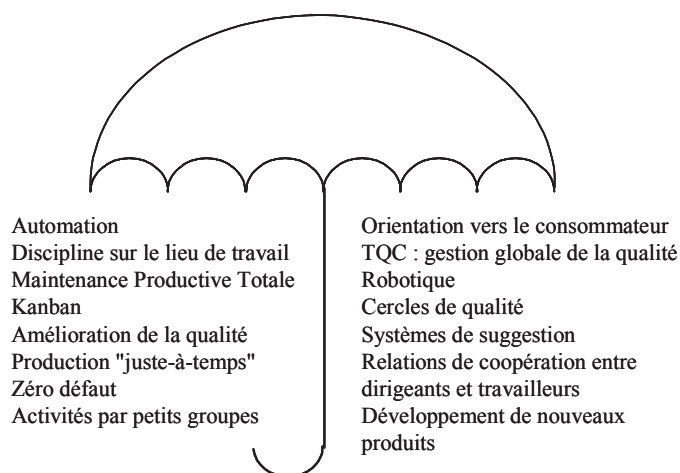 Automation
Discipline sur le lieu de travail
Maintenance Productive Totale
Kanban
Amélioration de la qualité
Production "juste-à-temps"
Zéro défaut
Activités par petits groupes
Orientation vers le consommateur
TQC : gestion globale de la qualité
Robotique
Cercles de qualité
Systèmes de suggestion
Relations de coopération entre
dirigeants et travailleurs
Développement de nouveaux
produits